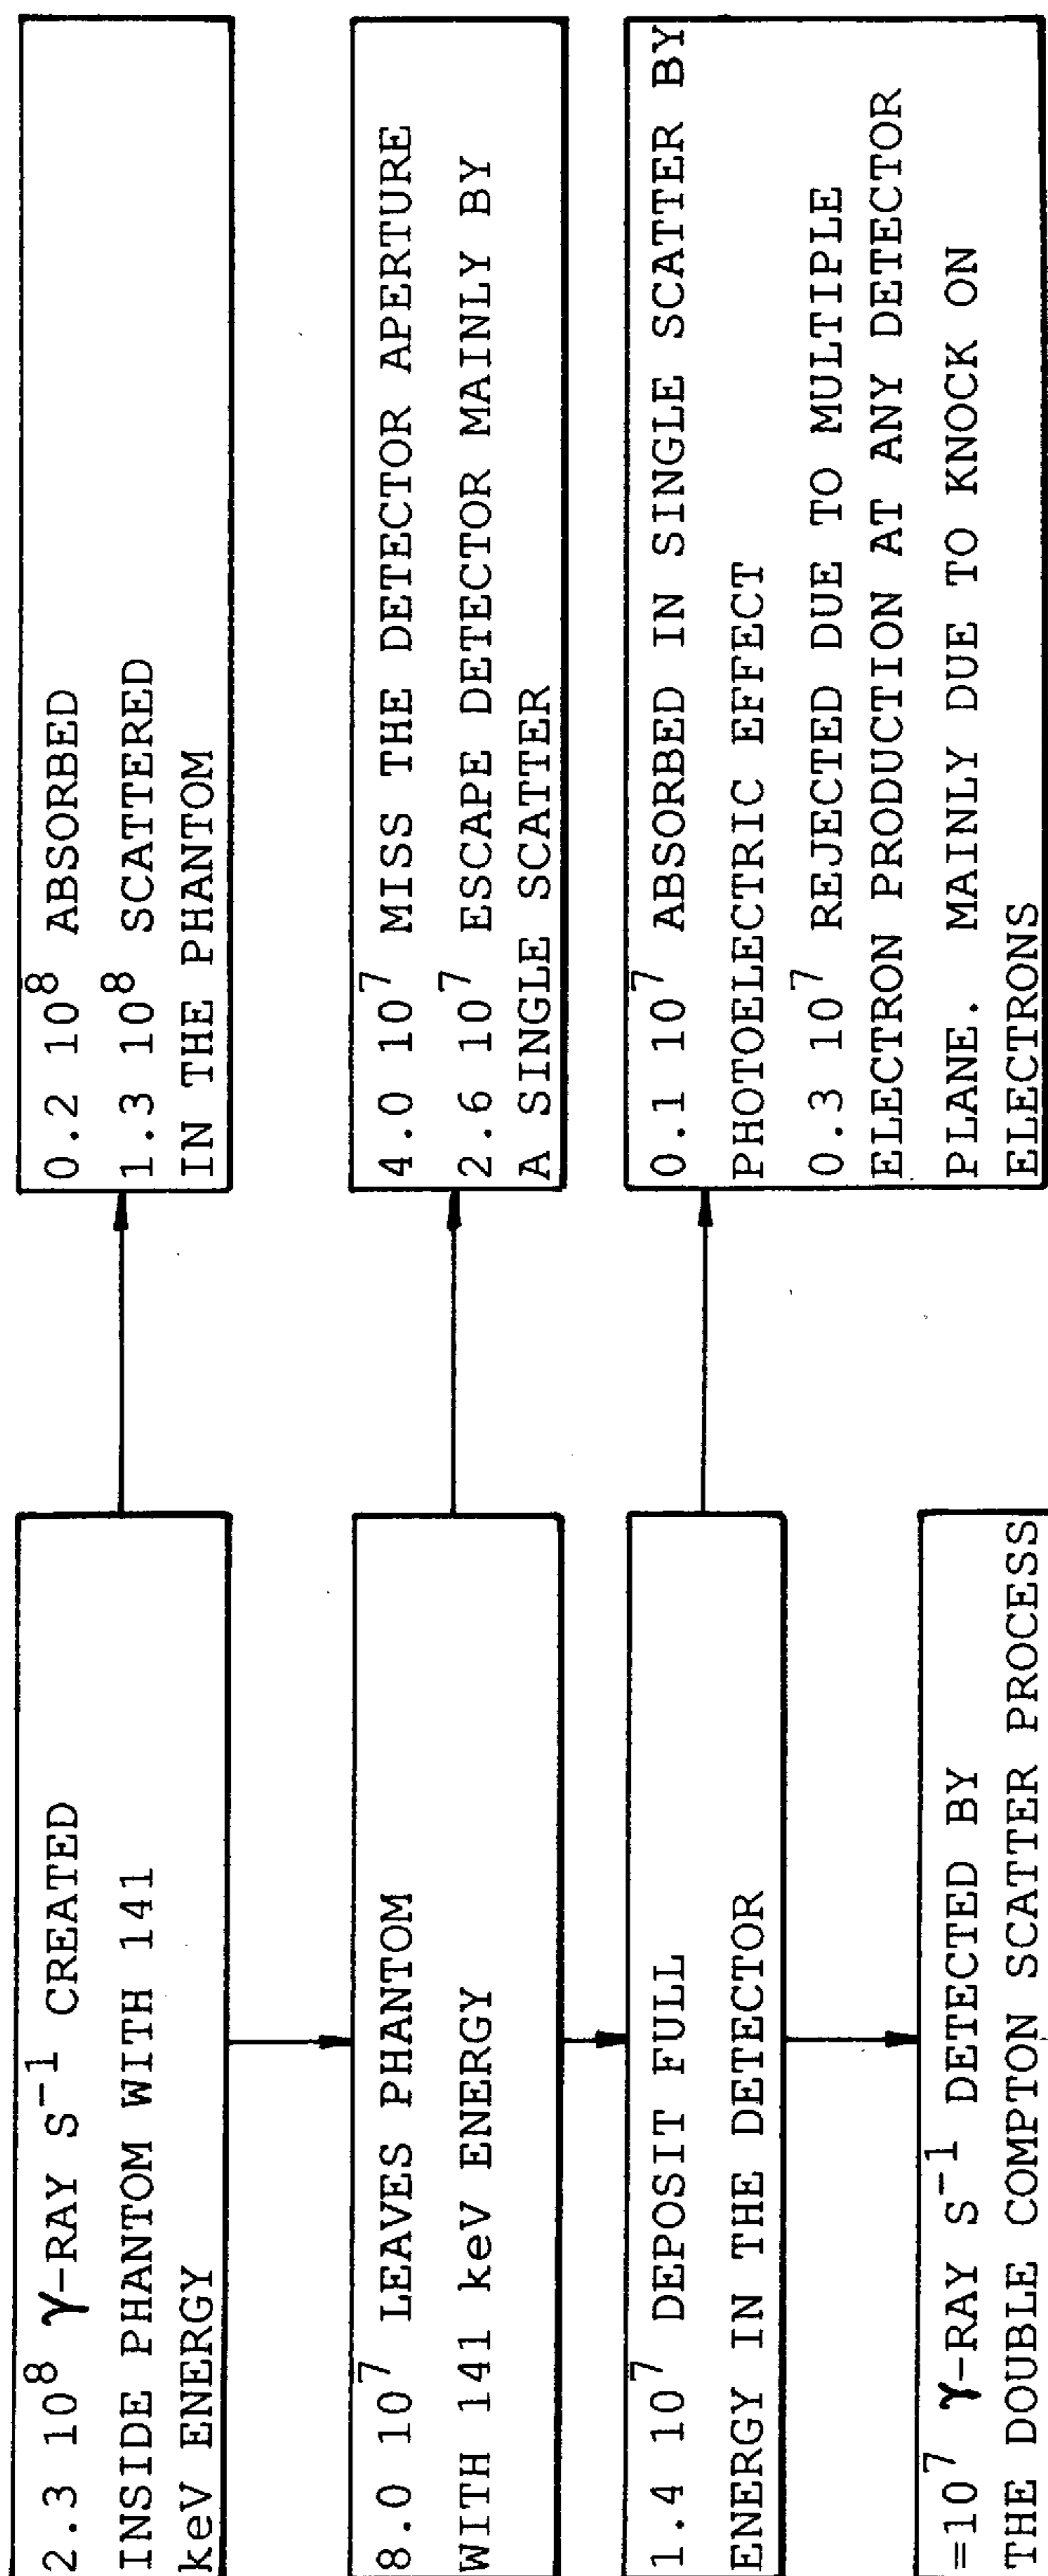 2.3 10⁸ γ-RAY S⁻¹ CREATED
INSIDE PHANTOM WITH 141
keV ENERGY
0.2 10⁸ ABSORBED
1.3 10⁸ SCATTERED
IN THE PHANTOM
8.0 10⁷ LEAVES PHANTOM
WITH 141 keV ENERGY
4.0 10⁷ MISS THE DETECTOR APERTURE
2.6 10⁷ ESCAPE DETECTOR MAINLY BY
A SINGLE SCATTER
1.4 10⁷ DEPOSIT FULL
ENERGY IN THE DETECTOR
0.1 10⁷ ABSORBED IN SINGLE SCATTER BY
PHOTOELECTRIC EFFECT
0.3 10⁷ REJECTED DUE TO MULTIPLE
ELECTRON PRODUCTION AT ANY DETECTOR
PLANE. MAINLY DUE TO KNOCK ON
ELECTRONS
=10⁷ γ-RAY S⁻¹ DETECTED BY
THE DOUBLE COMPTON SCATTER PROCESS